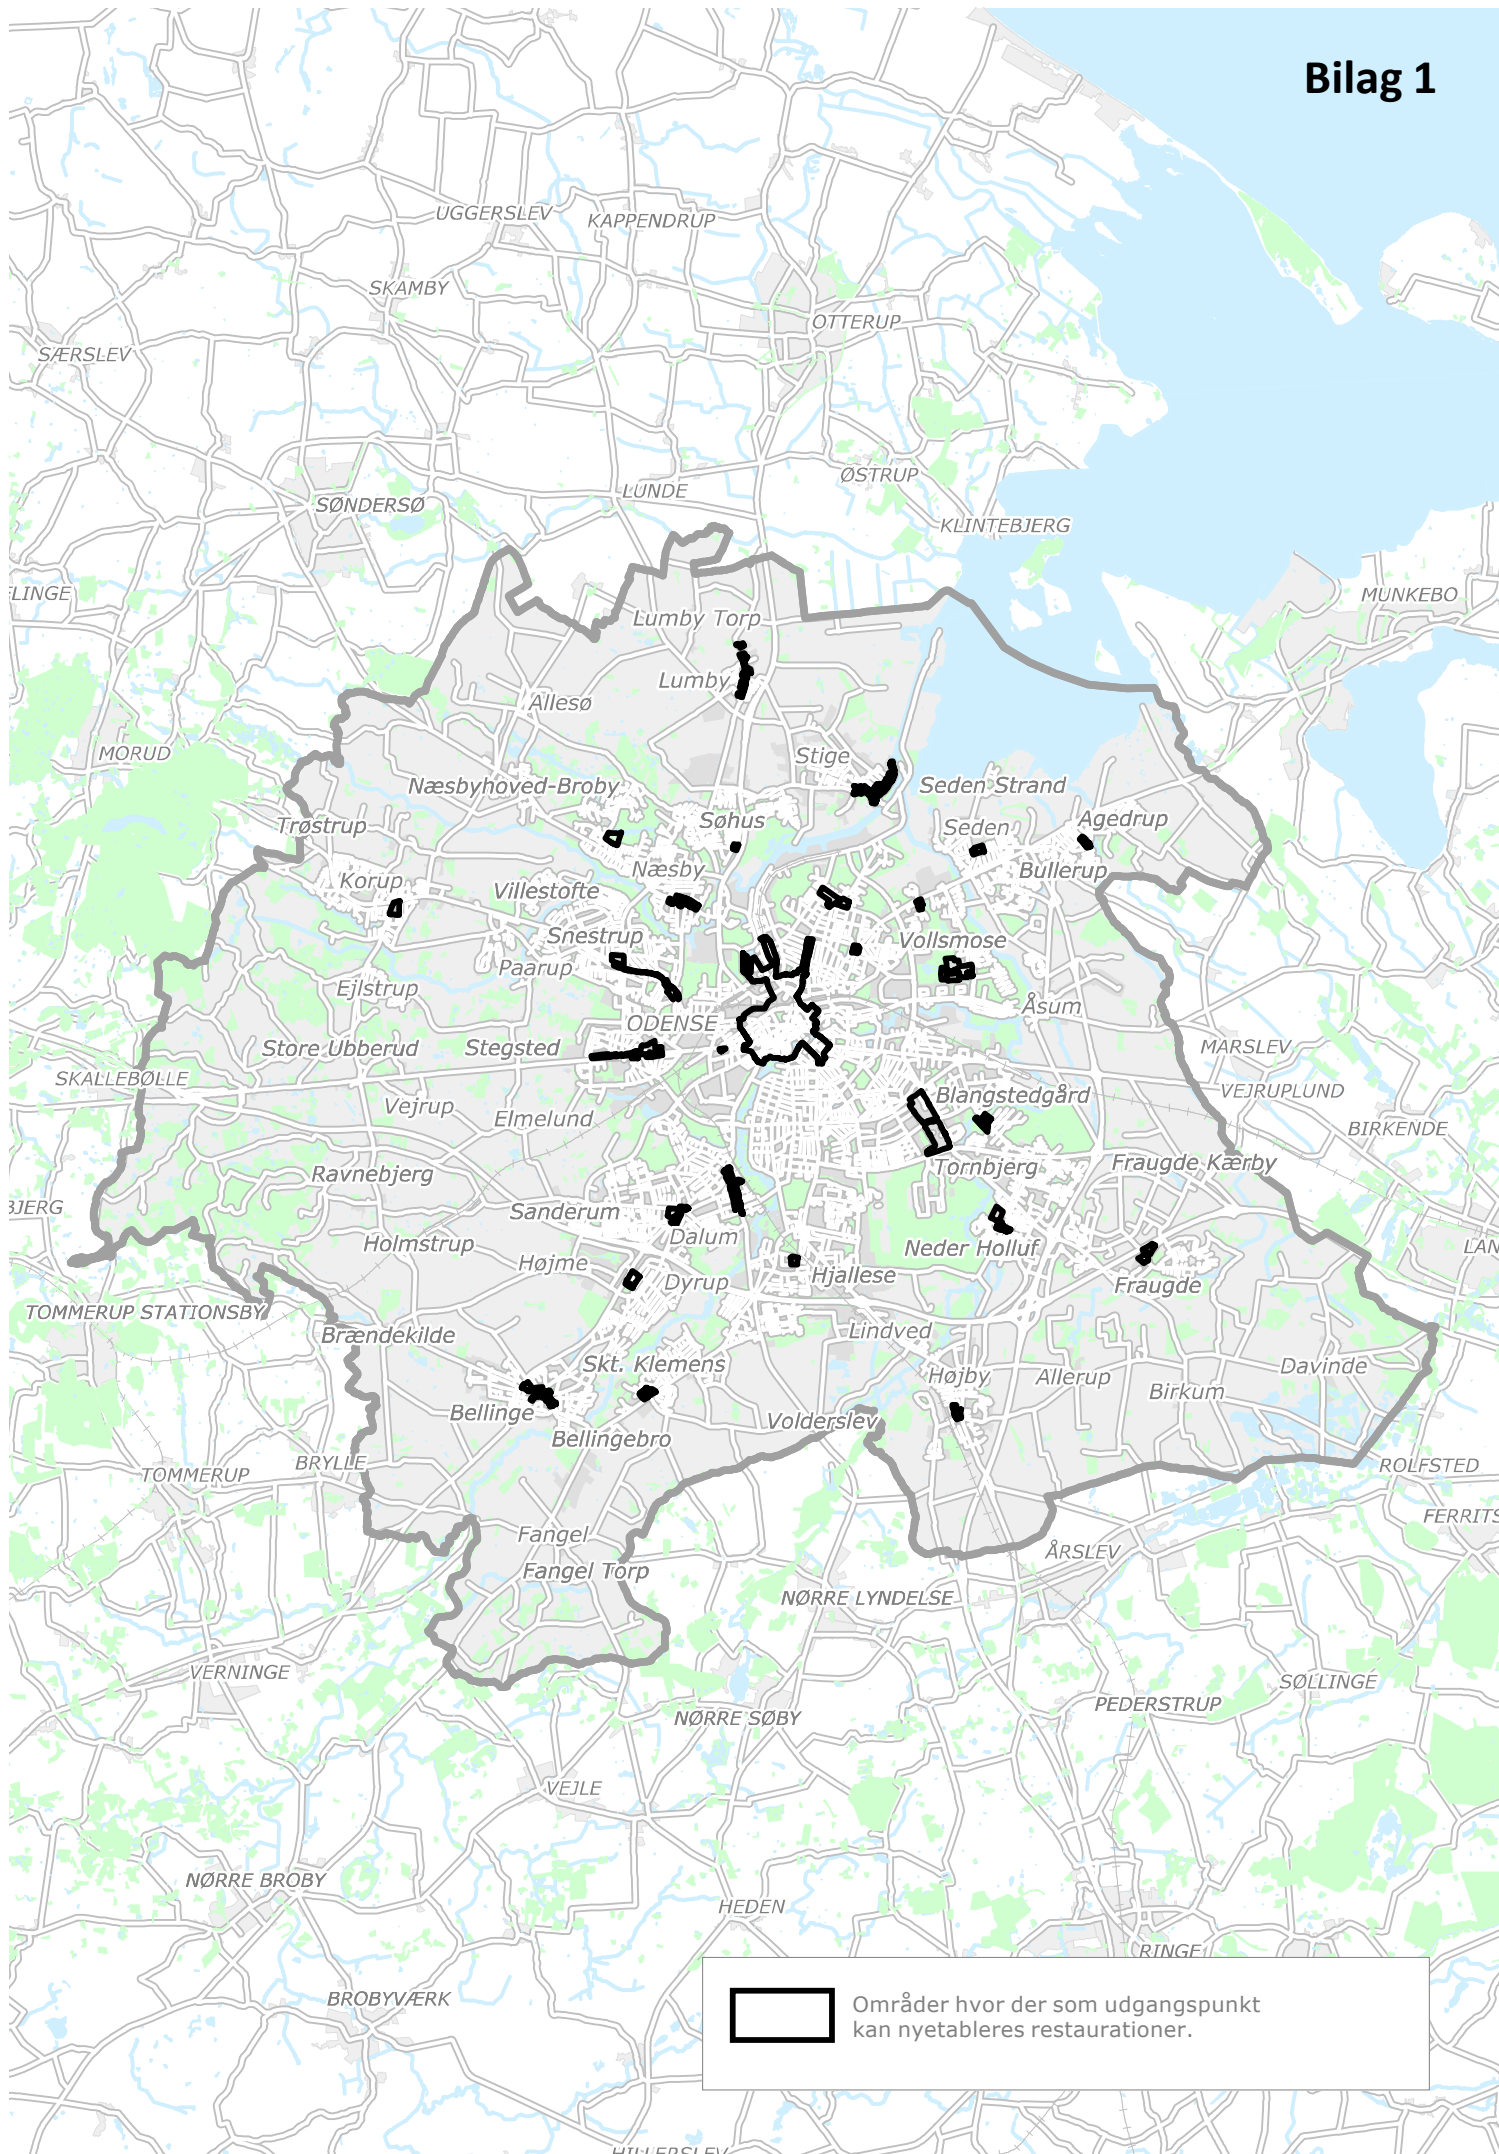 Bilag 1
UGGERSLEV
KAPPENDRUP
SKAMBY
OTTERUP
SÆRSLEV
ØSTRUP
LUNDE
SØNDERSØ
KLINTEBJERG
MUNKEBO
LINGE
Lumby Torp
Lumby
Allesø
MORUD
Stige
Næsbyhoved-Broby
Seden Strand
Søhus
Agedrup
Trøstrup
Seden
Næsby
Bullerup
Korup
Villestofte
Snestrup
Vollsmose
Paarup
Ejlstrup
Åsum
ODENSE
Store Ubberud
Stegsted
MARSLEV
SKALLEBØLLE
VEJRUPLUND
Blangstedgård
Vejrup
Elmelund
BIRKENDE
Fraugde Kærby
Tornbjerg
Ravnebjerg
BJERG
Sanderum
Dalum
Holmstrup
Neder Holluf
LAN
Højme
Hjallese
Dyrup
Fraugde
TOMMERUP STATIONSBY
Brændekilde
Lindved
Skt. Klemens
Davinde
Højby
Allerup
Birkum
Bellinge
Volderslev
Bellingebro
BRYLLE
ROLFSTED
TOMMERUP
FERRITS
Fangel
ÅRSLEV
Fangel Torp
NØRRE LYNDELSE
VERNINGE
SØLLINGE
PEDERSTRUP
NØRRE SØBY
VEJLE
NØRRE BROBY
HEDEN
RINGE
BROBYVÆRK
Områder hvor der som udgangspunkt
kan nyetableres restaurationer.
HILLERSLEV